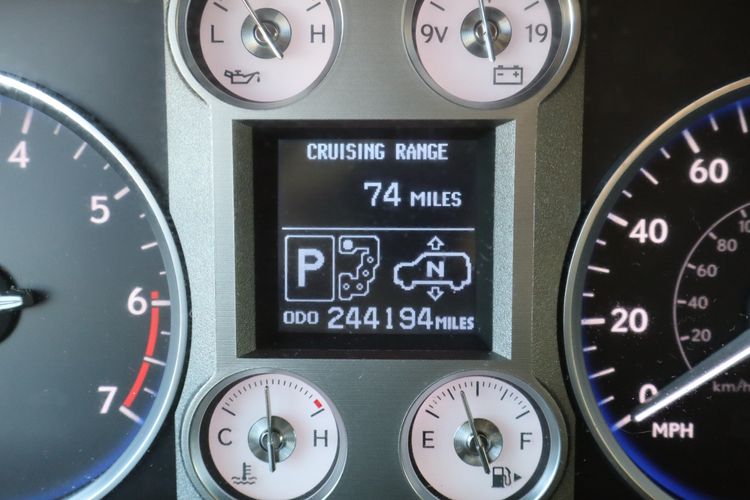 L H
9V 19
CRUISING RANGE
74 MILES
P
N
ODO 244194 MILES
C H
E F
4
5
6
7
60
40
20
0
MPH
80
60
40
20
km/h